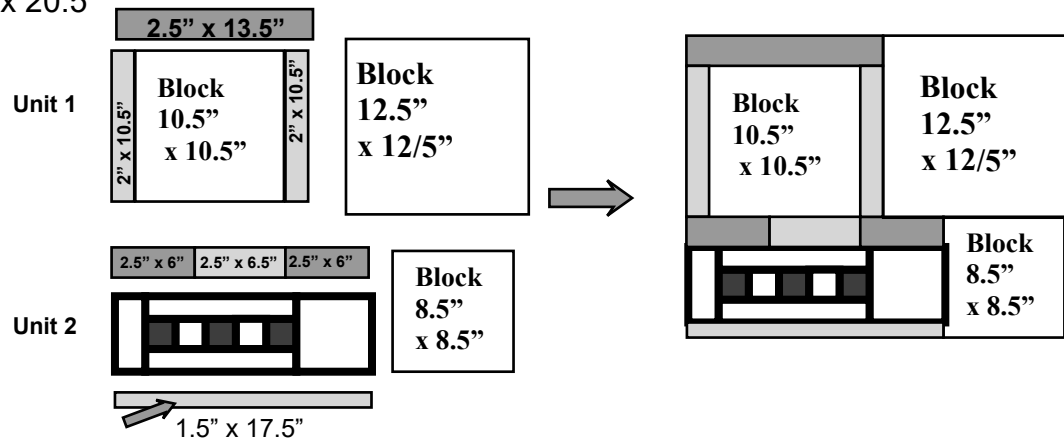 x 20.5
2.5” x 13.5”
Unit 1
2” x 10.5”
Block
10.5”
x 10.5”
2” x 10.5”
Block
12.5”
x 12/5”
Block
10.5”
x 10.5”
Block
12.5”
x 12/5”
Unit 2
2.5” x 6”
2.5” x 6.5”
2.5” x 6”
Block
8.5”
x 8.5”
1.5” x 17.5”
Block
8.5”
x 8.5”